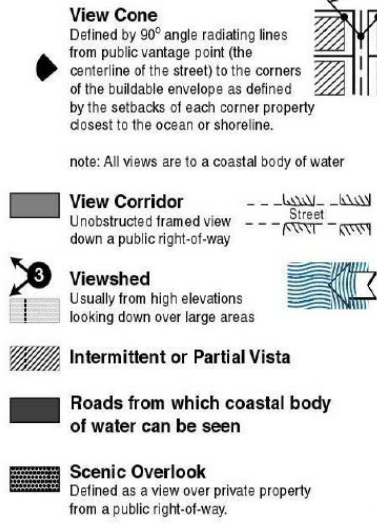 View Cone
Defined by 90° angle radiating lines
from public vantage point (the
centerline of the street) to the corners
of the buildable envelope as defined
by the setbacks of each corner property
closest to the ocean or shoreline.
note: All views are to a coastal body of water
View Corridor
Unobstructed framed view
down a public right-of-way
Street
3
Viewshed
Usually from high elevations
looking down over large areas
Intermittent or Partial Vista
Roads from which coastal body
of water can be seen
Scenic Overlook
Defined as a view over private property
from a public right-of-way.